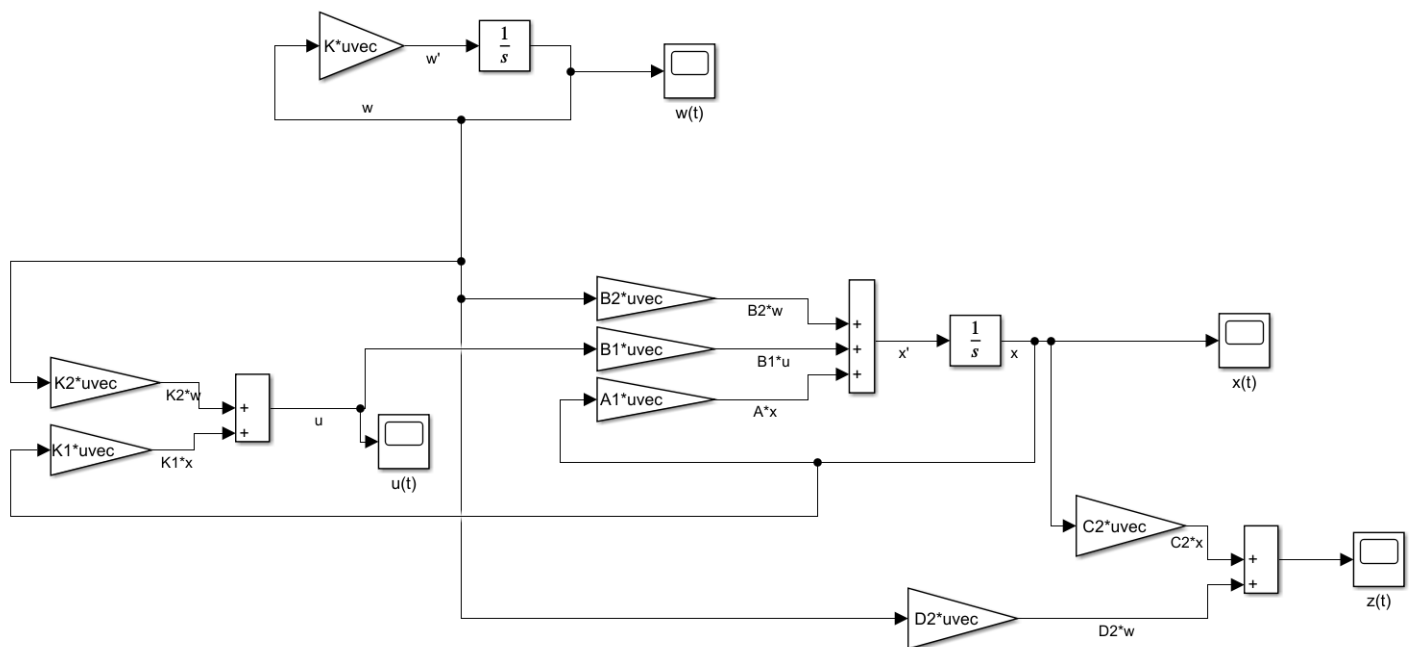 K*uvec
w'
1
s
w
w(t)
B2*uvec
B2*w
B1*uvec
B1*u
A1*uvec
A*x
+
+
+
x'
1
s
x
x(t)
K2*uvec
K2*w
K1*uvec
K1*x
+
+
u
u(t)
C2*uvec
C2*x
D2*uvec
D2*w
+
+
z(t)